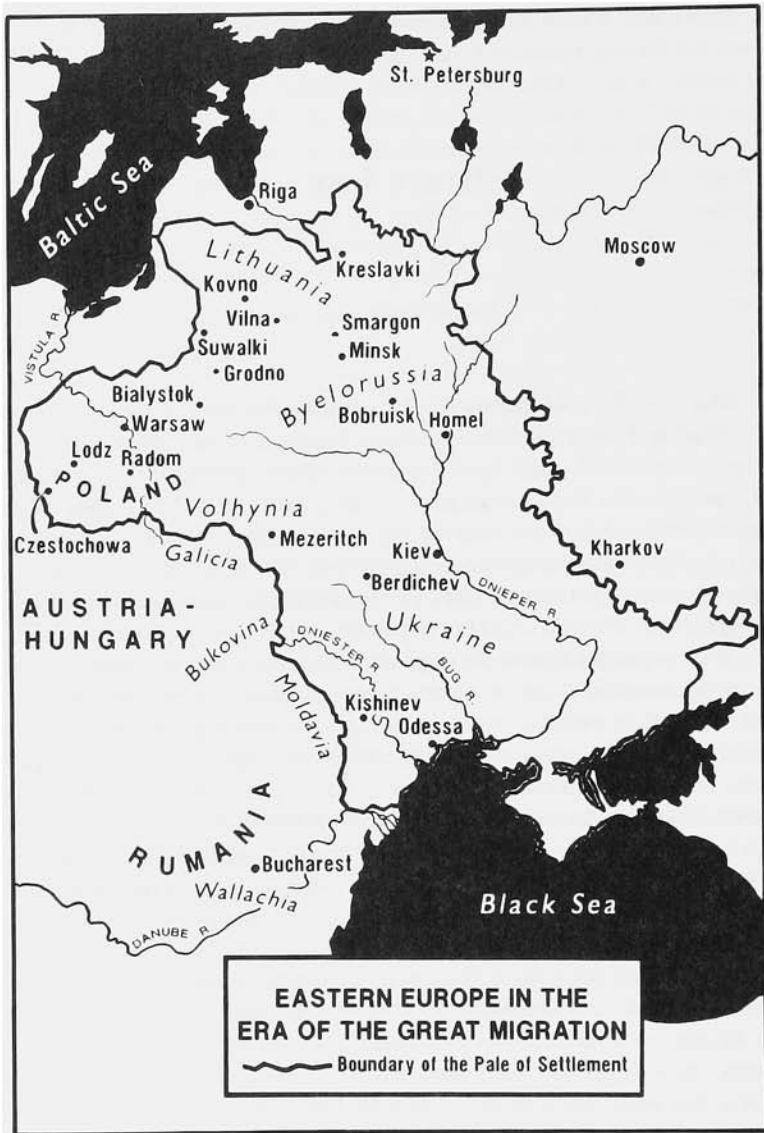 St. Petersburg
Baltic Sea
Riga
Moscow
Lithuania
Kreslavki
Kovno
Vilna
Smargon
VISTULA R
Suwalki
Minsk
Grodno
Byelorussia
Bialystok
Bobruisk
Homel
Warsaw
Lodz
Radom
POLAND
Volhynia
Czestochowa
Mezeritch
Galicia
Kiev
Kharkov
Berdichev
DNIEPER R
AUSTRIA-
HUNGARY
Ukraine
Bukovina
DNIESTER R
BUG R.
Moldavia
Kishinev
Odessa
RUMANIA
Bucharest
Wallachia
Black Sea
DANUBE R
EASTERN EUROPE IN THE
ERA OF THE GREAT MIGRATION
Boundary of the Pale of Settlement